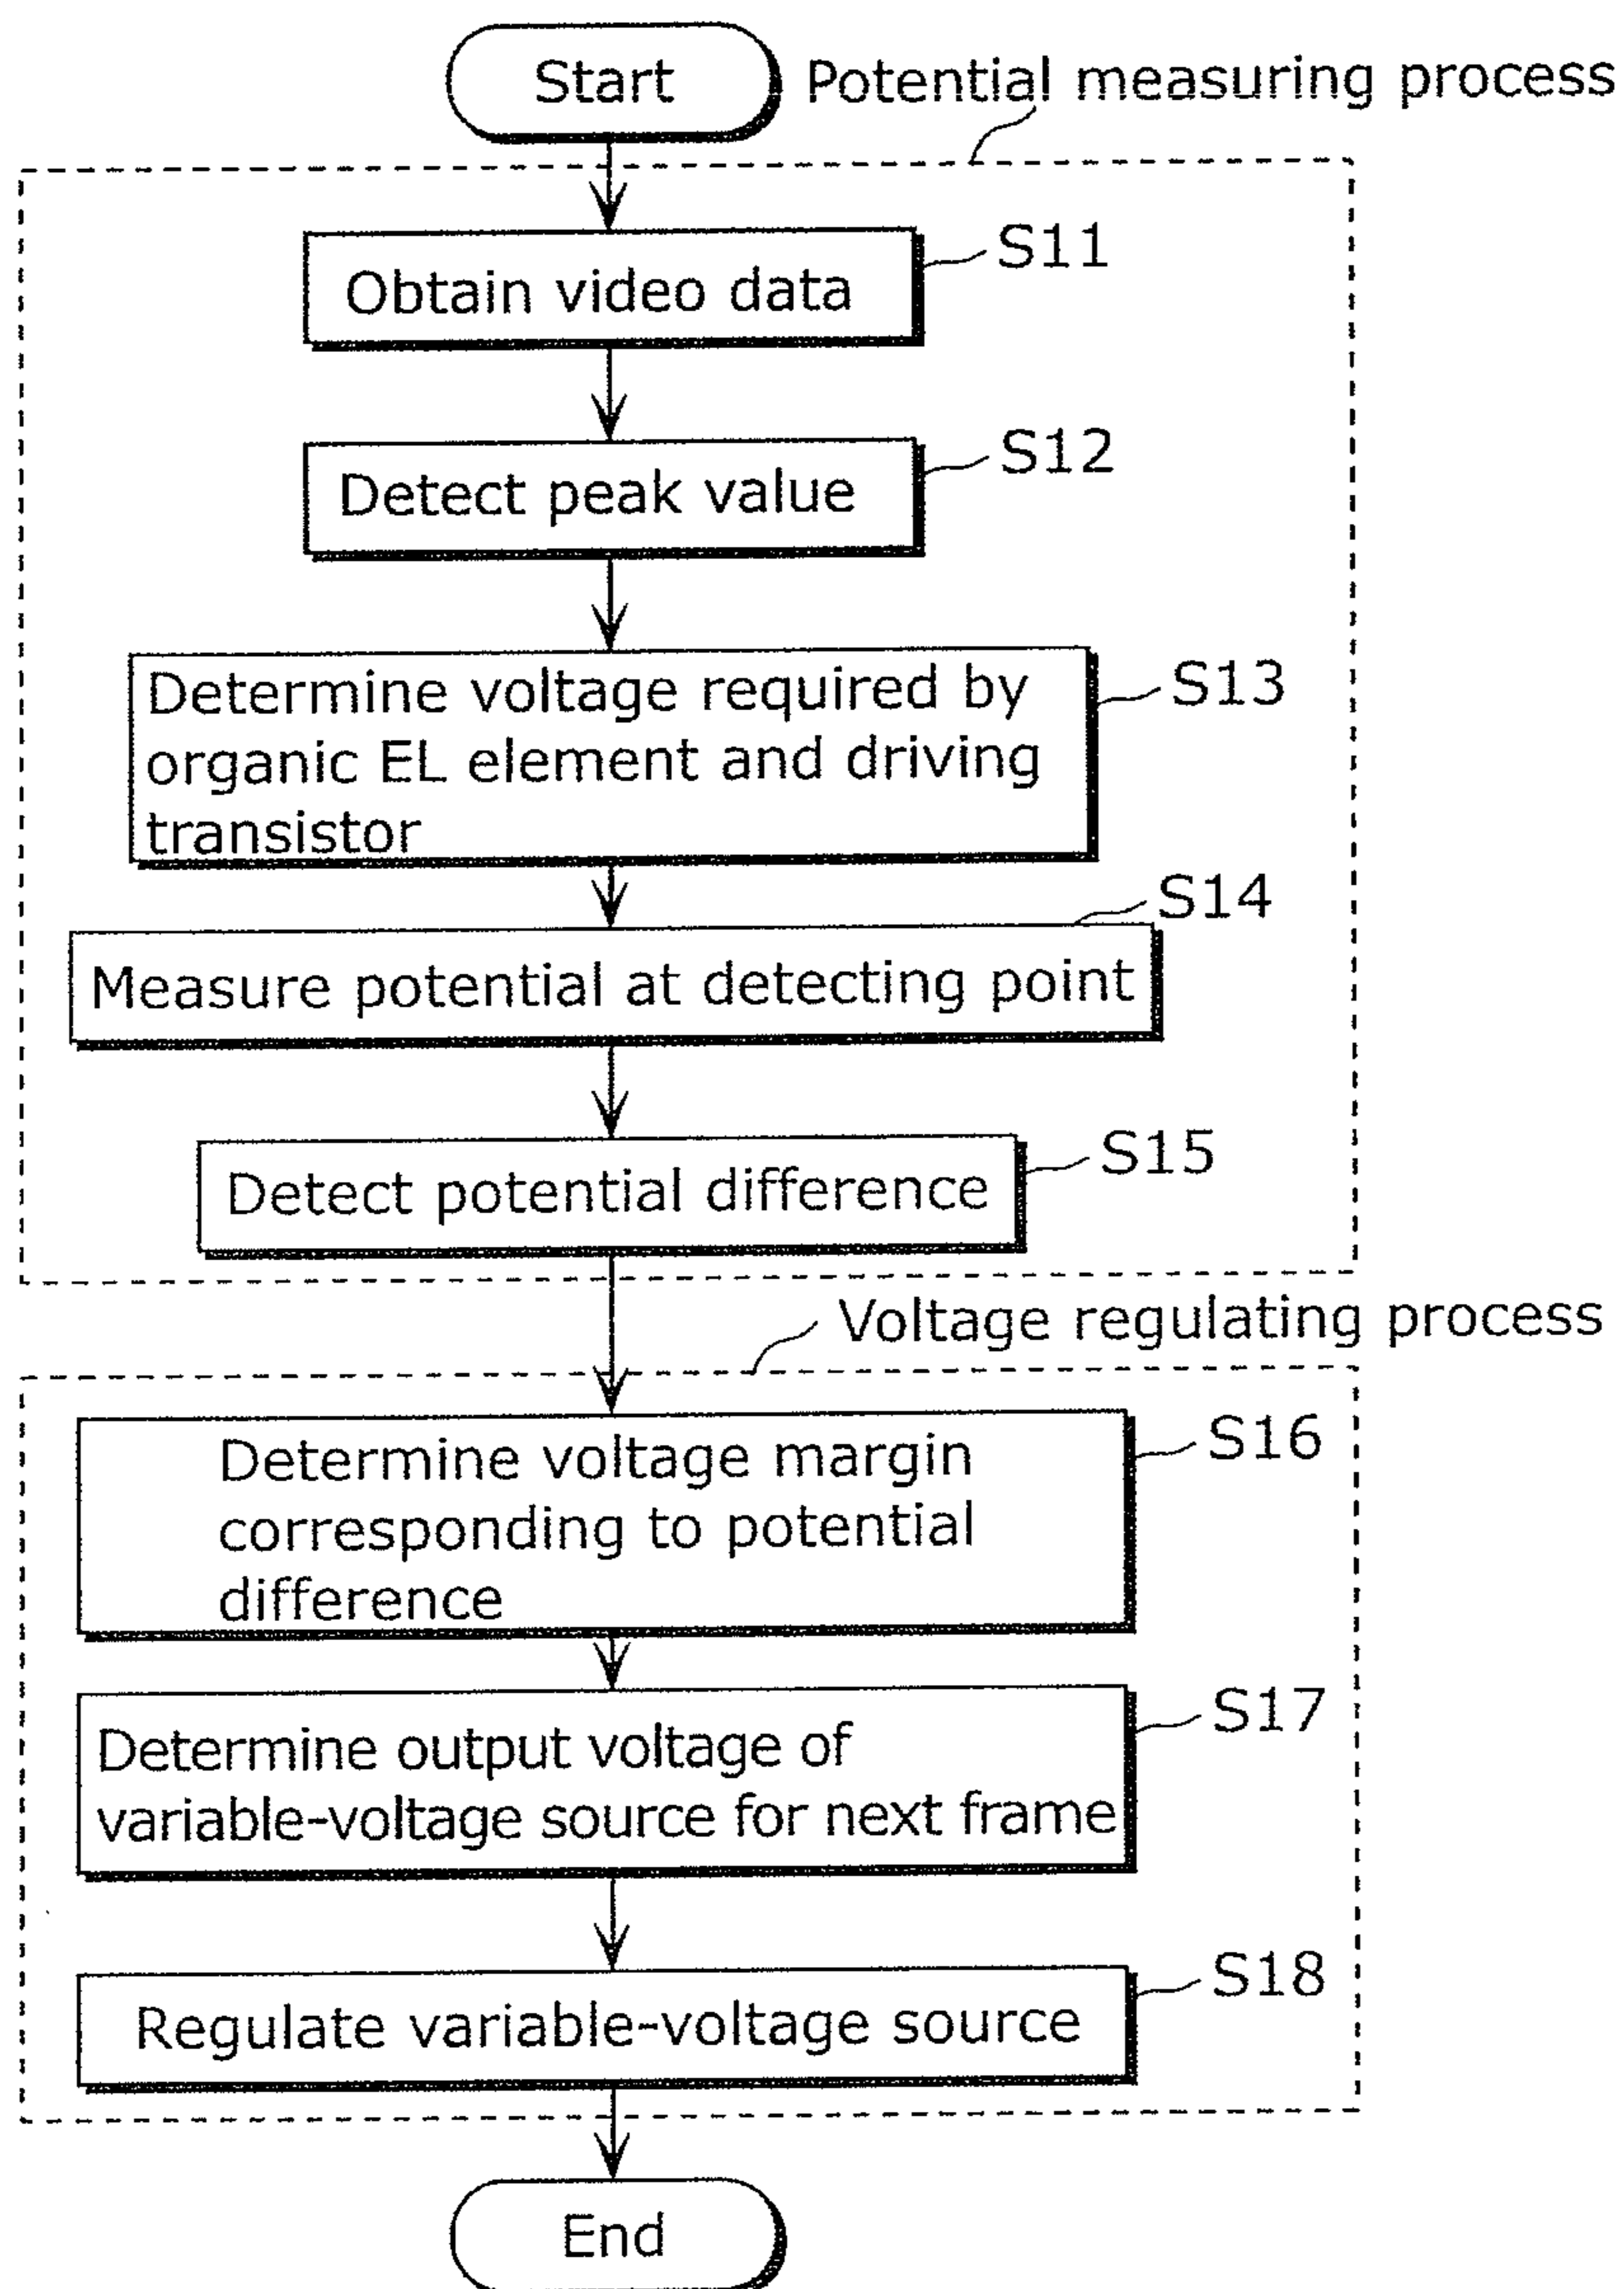 Start
Potential measuring process
S11
Obtain video data
S12
Detect peak value
S13
Determine voltage required by
organic EL element and driving
transistor
S14
Measure potential at detecting point
S15
Detect potential difference
Voltage regulating process
S16
Determine voltage margin
corresponding to potential
difference
S17
Determine output voltage of
variable-voltage source for next frame
S18
Regulate variable-voltage source
End